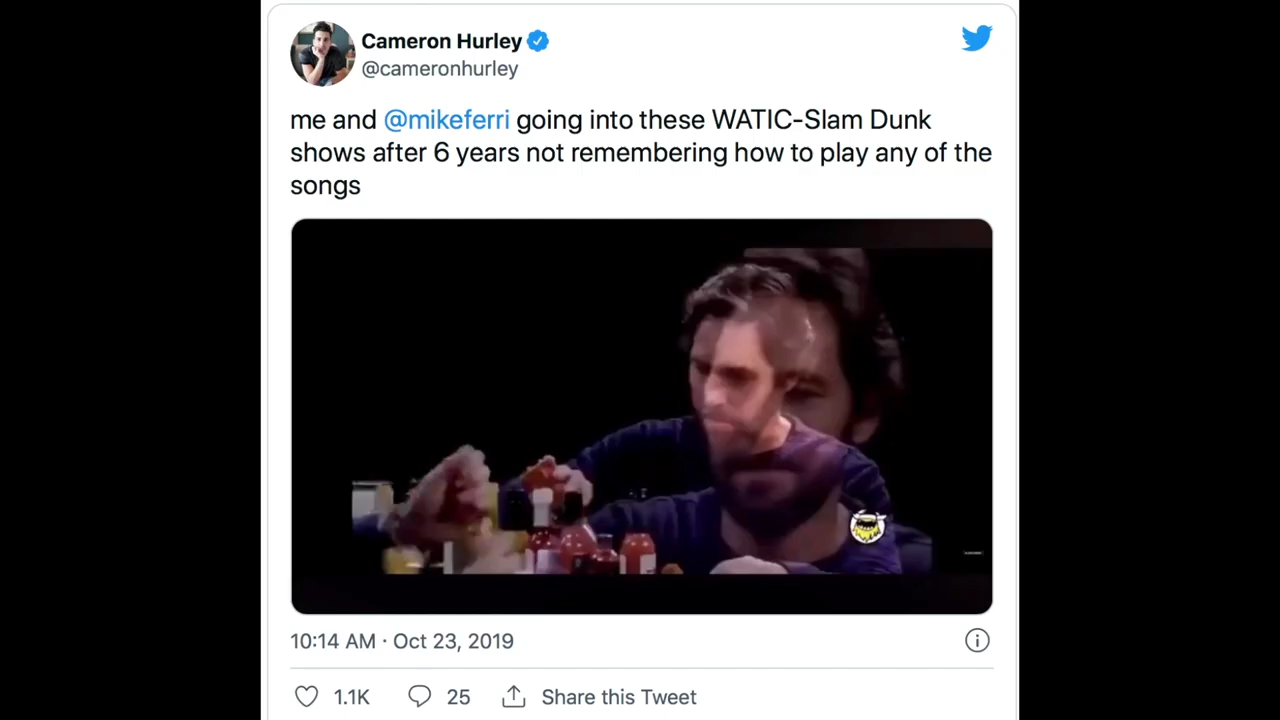 Cameron Hurley
@cameronhurley
me and @mikeferri going into these WATIC-Slam Dunk
shows after 6 years not remembering how to play any of the
songs
10:14 AM · Oct 23, 2019
1.1K 25 Share this Tweet